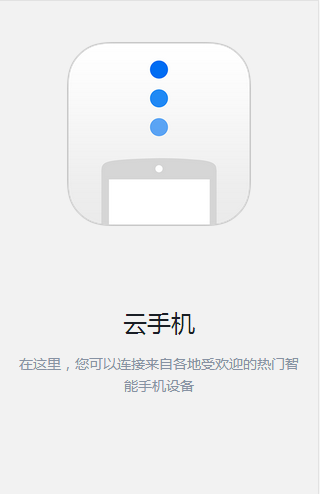 云手机
在这里，您可以连接来自各地受欢迎的热门智
能手机设备